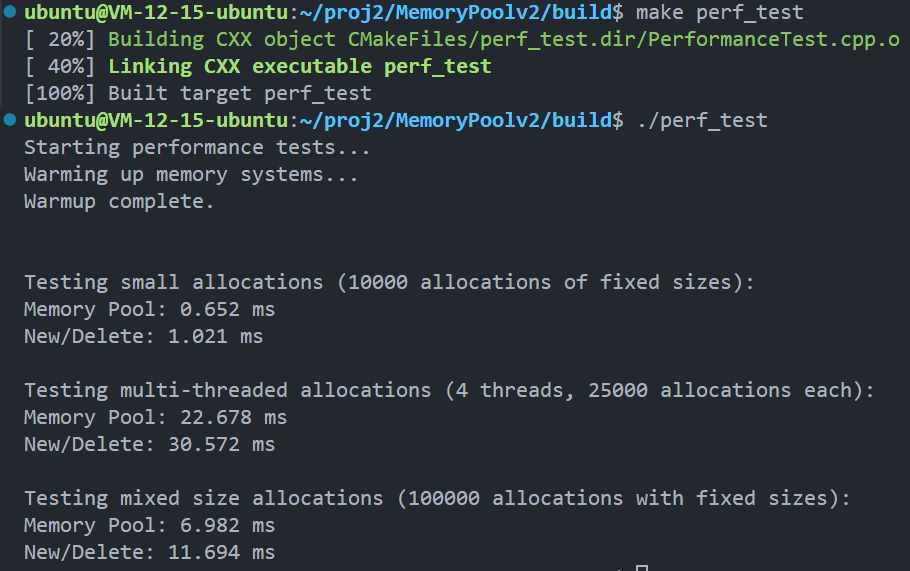 ubuntu@VM-12-15-ubuntu:~/proj2/MemoryPoolv2/build$ make perf_test
[ 20%] Building CXX object CMakeFiles/perf_test.dir/PerformanceTest.cpp.o
[ 40%] Linking CXX executable perf_test
[100%] Built target perf_test
ubuntu@VM-12-15-ubuntu:~/proj2/MemoryPoolv2/build$ ./perf_test
Starting performance tests...
Warming up memory systems...
Warmup complete.
Testing small allocations (10000 allocations of fixed sizes):
Memory Pool: 0.652 ms
New/Delete: 1.021 ms
Testing multi-threaded allocations (4 threads, 25000 allocations each):
Memory Pool: 22.678 ms
New/Delete: 30.572 ms
Testing mixed size allocations (100000 allocations with fixed sizes):
Memory Pool: 6.982 ms
New/Delete: 11.694 ms